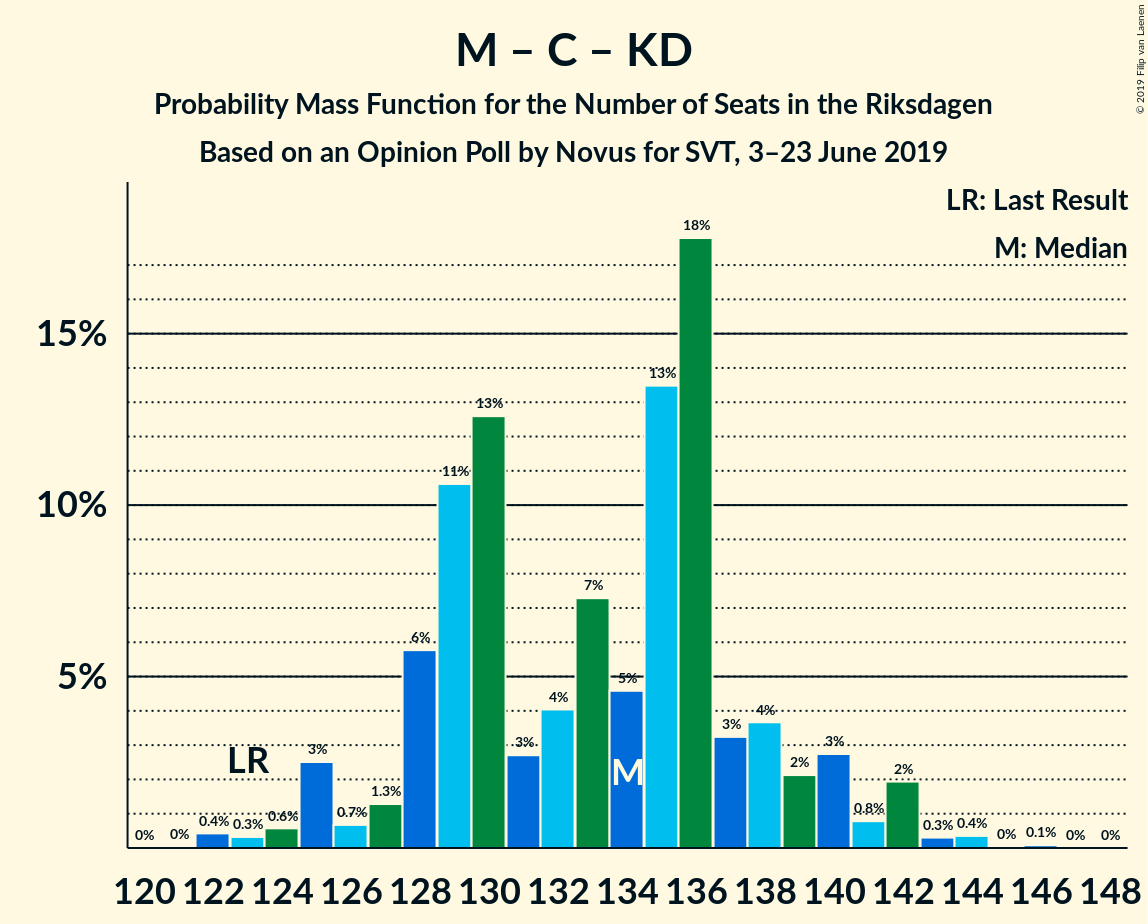 M – C – KD
Probability Mass Function for the Number of Seats in the Riksdagen
Based on an Opinion Poll by Novus for SVT, 3–23 June 2019
© 2019 Filip van Laenen
LR: Last Result
M: Median
15%
10%
5%
0% 0% 0.4% 0.3% 0.6% 3% 0.7% 1.3% 6% 11% 13% 3% 4% 7% 5% 13% 18% 3% 4% 2% 3% 0.8% 2% 0.3% 0.4% 0% 0.1% 0% 0%
LR
M
120 122 124 126 128 130 132 134 136 138 140 142 144 146 148